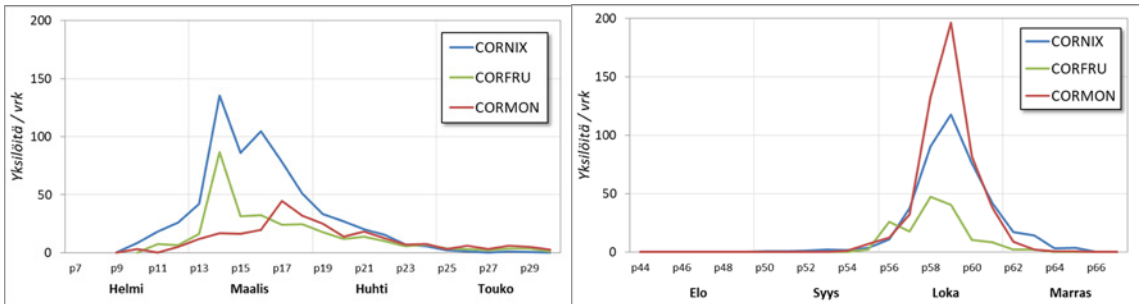 200
150
100
50
0
Yksilöitä / vrk
CORNIX
CORFRU
CORMON
p7 p9 p11 p13 p15 p17 p19 p21 p23 p25 p27 p29
Helmi Maalis Huhti Touko
200
150
100
50
0
Yksilöitä / vrk
CORNIX
CORFRU
CORMON
p44 p46 p48 p50 p52 p54 p56 p58 p60 p62 p64 p66
Elo Syys Loka Marras